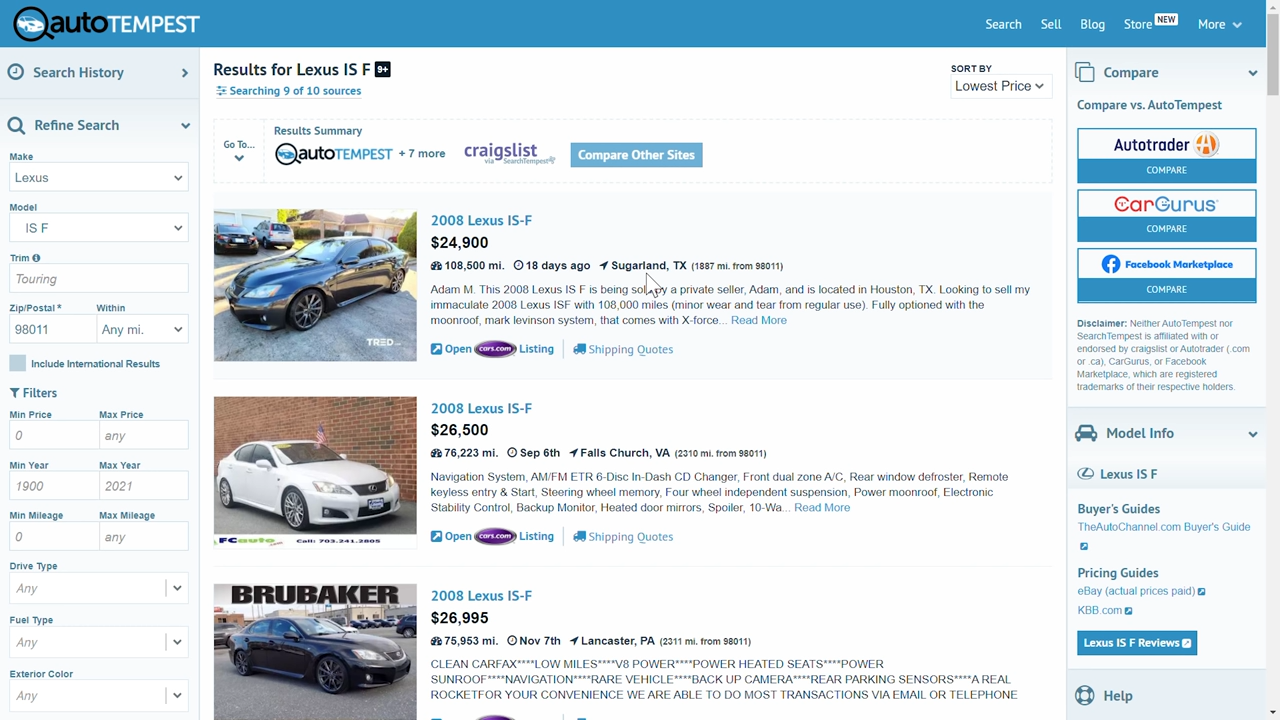 autoTEMPEST
Search
Sell
Blog
Store NEW
More
Search History
Refine Search
Make
Lexus
Model
IS F
Trim
Touring
Zip/Postal * Within
98011 Any mi.
Include International Results
Filters
Min Price Max Price
0 any
Min Year Max Year
1900 2021
Min Mileage Max Mileage
0 any
Drive Type
Any
Fuel Type
Any
Exterior Color
Any
Results for Lexus IS F 9+
Searching 9 of 10 sources
SORT BY
Lowest Price
Go To...
Results Summary
autoTEMPEST + 7 more
craigslist
via SearchTempest
Compare Other Sites
TRED
2008 Lexus IS-F
$24,900
108,500 mi. 18 days ago Sugarland, TX (1887 mi. from 98011)
Adam M. This 2008 Lexus IS F is being sol y a private seller, Adam, and is located in Houston, TX. Looking to sell my
immaculate 2008 Lexus ISF with 108,000 miles (minor wear and tear from regular use). Fully optioned with the
moonroof, mark levinson system, that comes with X-force... Read More
Open cars.com Listing Shipping Quotes
FCautos Call: 703.241.2805
2008 Lexus IS-F
$26,500
76,223 mi. Sep 6th Falls Church, VA (2310 mi. from 98011)
Navigation System, AM/FM ETR 6-Disc In-Dash CD Changer, Front dual zone A/C, Rear window defroster, Remote
keyless entry & Start, Steering wheel memory, Four wheel independent suspension, Power moonroof, Electronic
Stability Control, Backup Monitor, Heated door mirrors, Spoiler, 10-Wa... Read More
Open cars.com Listing Shipping Quotes
BRUBAKER
2008 Lexus IS-F
$26,995
75,953 mi. Nov 7th Lancaster, PA (2311 mi. from 98011)
CLEAN CARFAX****LOW MILES****V8 POWER****POWER HEATED SEATS****POWER
SUNROOF****NAVIGATION****RARE VEHICLE****BACK UP CAMERA****REAR PARKING SENSORS****A REAL
ROCKETFOR YOUR CONVENIENCE WE ARE ABLE TO DO MOST TRANSACTIONS VIA EMAIL OR TELEPHONE
Compare
Compare vs. AutoTempest
Autotrader
COMPARE
CarGurus
COMPARE
Facebook Marketplace
COMPARE
Disclaimer: Neither AutoTempest nor
SearchTempest is affiliated with or
endorsed by craigslist or Autotrader (.com
or .ca), CarGurus, or Facebook
Marketplace, which are registered
trademarks of their respective holders.
Model Info
Lexus IS F
Buyer's Guides
TheAutoChannel.com Buyer's Guide
Pricing Guides
eBay (actual prices paid)
KBB.com
Lexus IS F Reviews
Help